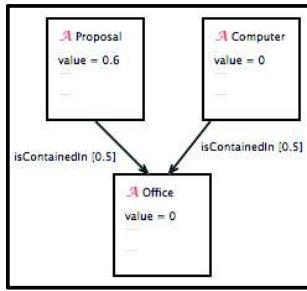 A Proposal
value = 0.6
A Computer
value = 0
isContainedIn [0.5]
isContainedIn [0.5]
A Office
value = 0